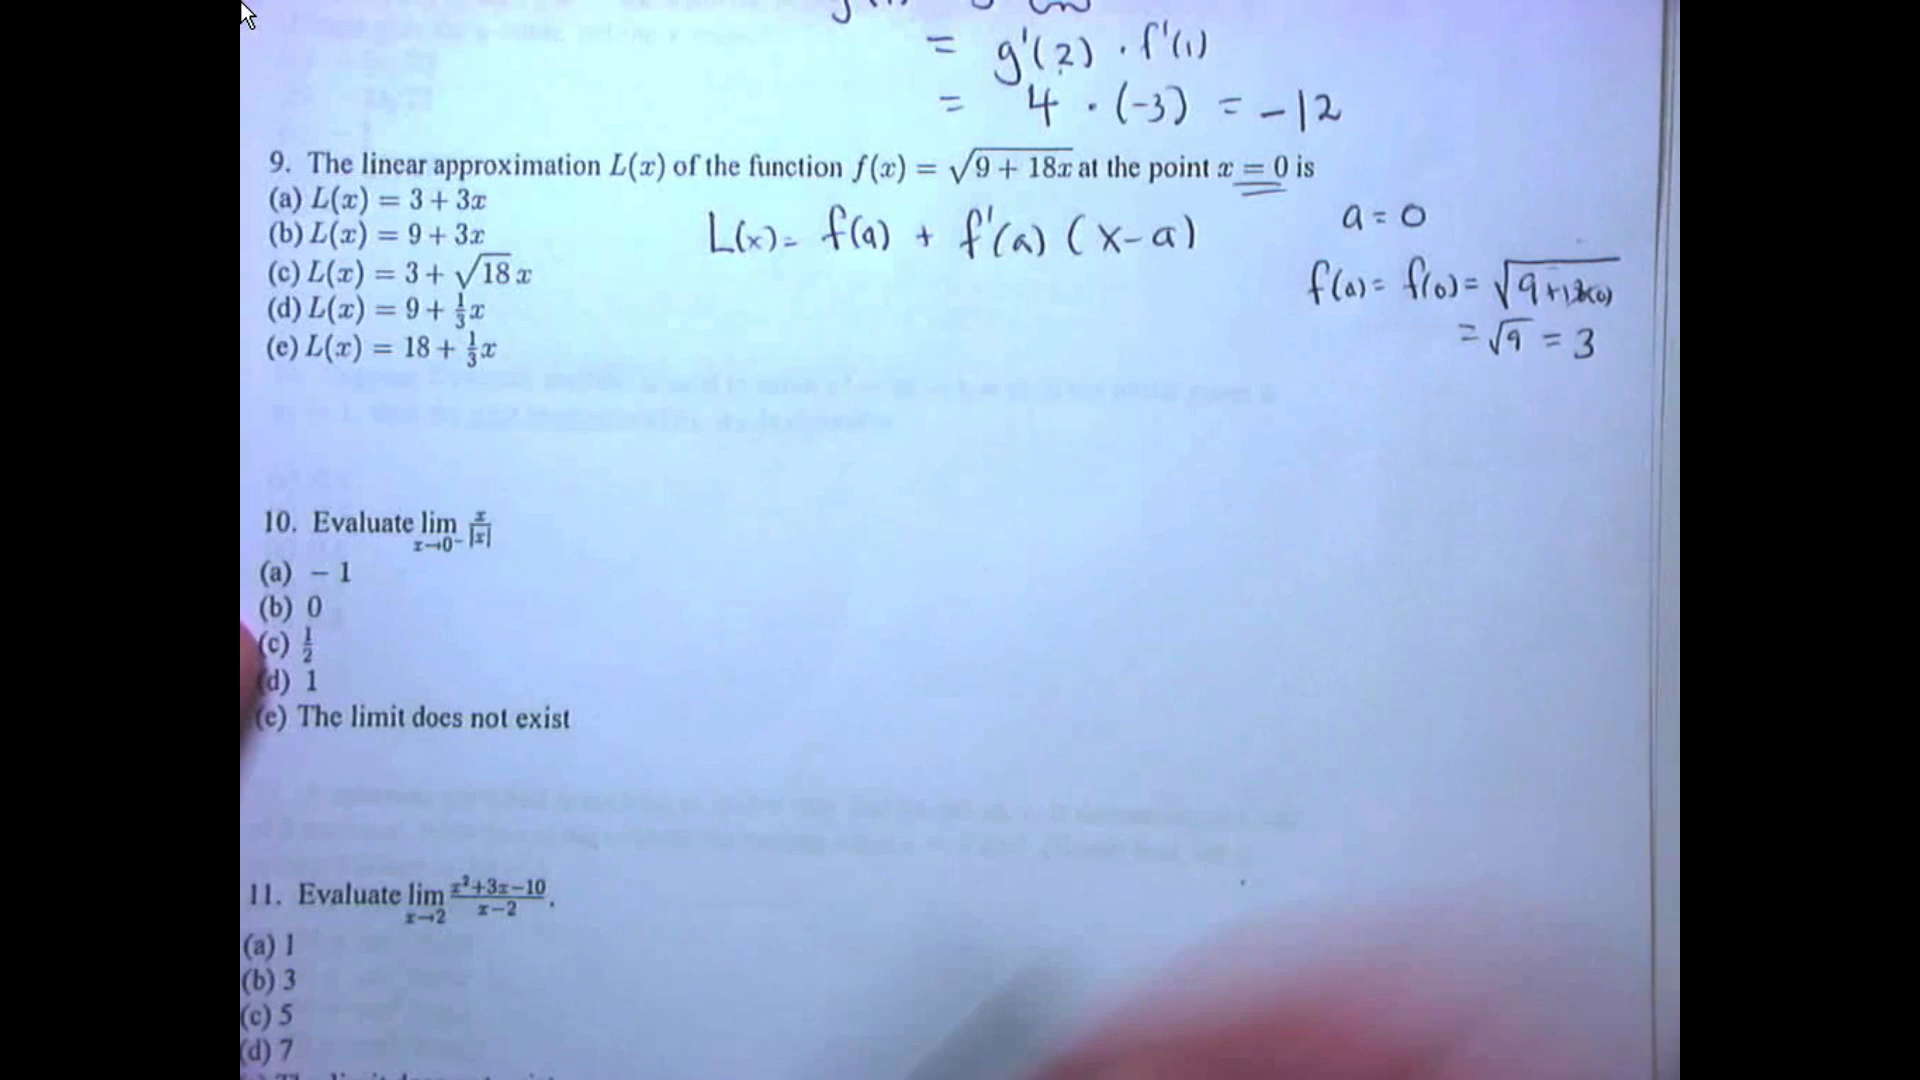 = g'(2) · f'(1)
= 4 · (-3) = -12
9. The linear approximation L(x) of the function f(x) = √(9 + 18x) at the point x = 0 is
(a) L(x) = 3 + 3x
(b) L(x) = 9 + 3x
(c) L(x) = 3 + √18 x
(d) L(x) = 9 + 1/3 x
(e) L(x) = 18 + 1/3 x
L(x) = f(a) + f'(a) (x - a)
a = 0
f(a) = f(0) = √(9+18(0))
= √9 = 3
10. Evaluate lim x→0⁻ x/|x|
(a) - 1
(b) 0
(c) 1/2
(d) 1
(e) The limit does not exist
11. Evaluate lim x→2 (x²+3x-10)/(x-2).
(a) 1
(b) 3
(c) 5
(d) 7